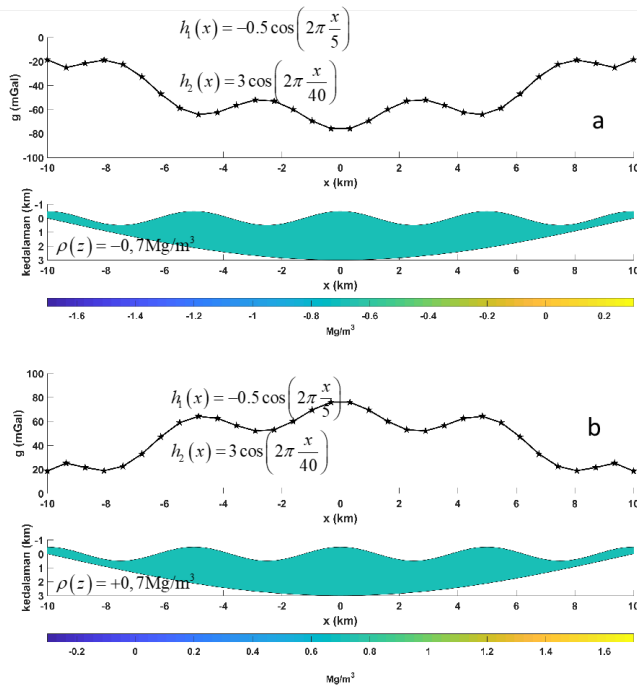 h₁(x) = −0.5 cos(2π x/5)
h₂(x) = 3 cos(2π x/40)
a
g (mGal)
0
-20
-40
-60
-80
-100
-10 -8 -6 -4 -2 0 2 4 6 8 10
x (km)
kedalaman (km)
-1
0
1
2
3
ρ(z) = −0,7Mg/m³
-10 -8 -6 -4 -2 0 2 4 6 8 10
x (km)
-1.6 -1.4 -1.2 -1 -0.8 -0.6 -0.4 -0.2 0 0.2
Mg/m³
h₁(x) = −0.5 cos(2π x/5)
h₂(x) = 3 cos(2π x/40)
b
g (mGal)
100
80
60
40
20
0
-10 -8 -6 -4 -2 0 2 4 6 8 10
x (km)
kedalaman (km)
-1
0
1
2
3
ρ(z) = +0,7Mg/m³
-10 -8 -6 -4 -2 0 2 4 6 8 10
x (km)
-0.2 0 0.2 0.4 0.6 0.8 1 1.2 1.4 1.6
Mg/m³